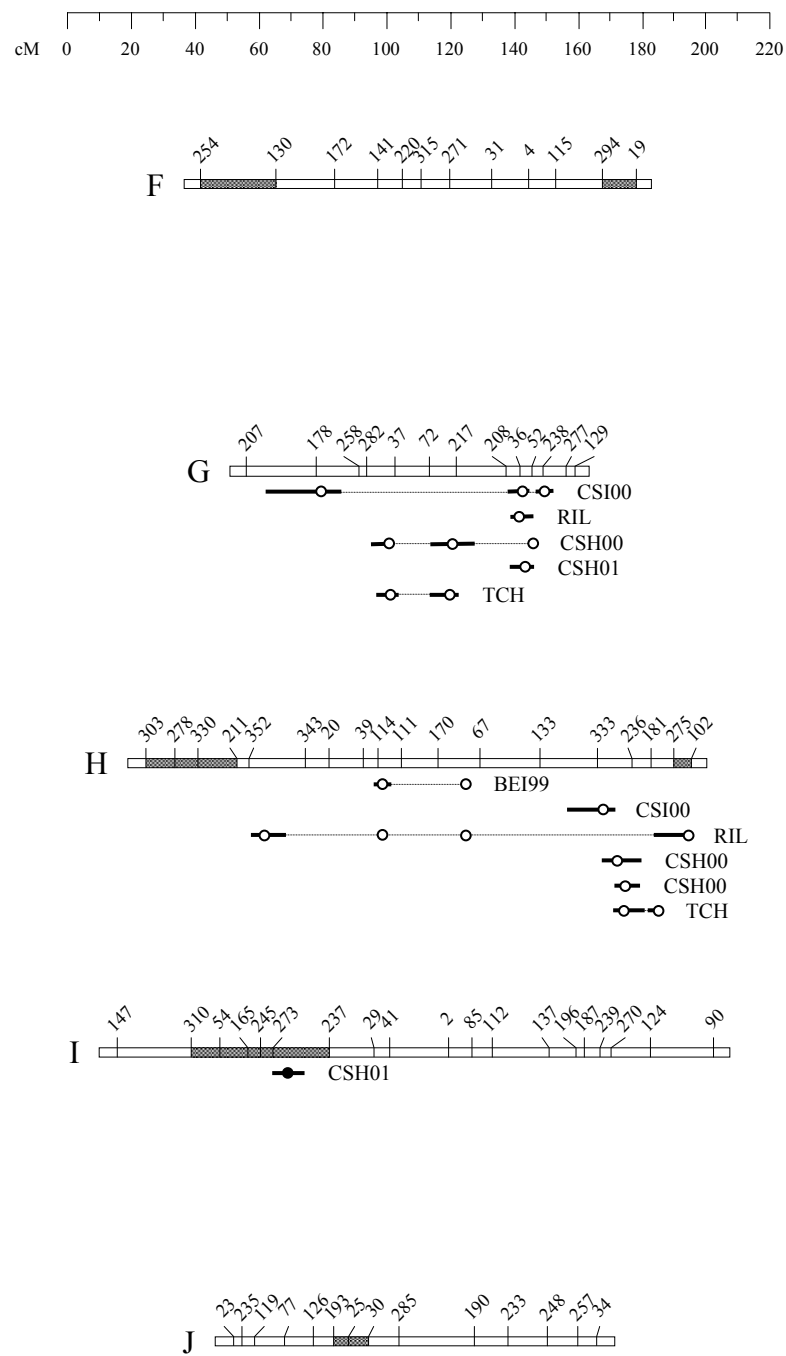 cM 0 20 40 60 80 100 120 140 160 180 200 220
254 130 172 141 220 315 271 31 4 115 294 19
F
207 178 258 282 37 72 217 208 36 52 238 277 129
G
CSI00
RIL
CSH00
CSH01
TCH
303 278 330 211 352 343 20 39 114 111 170 67 133 333 236 181 275 102
H
BEI99
CSI00
RIL
CSH00
CSH00
TCH
147 310 54 165 245 273 237 29 41 2 85 112 137 196 187 239 270 124 90
I
CSH01
23 235 119 77 126 193 25 30 285 190 233 248 257 34
J